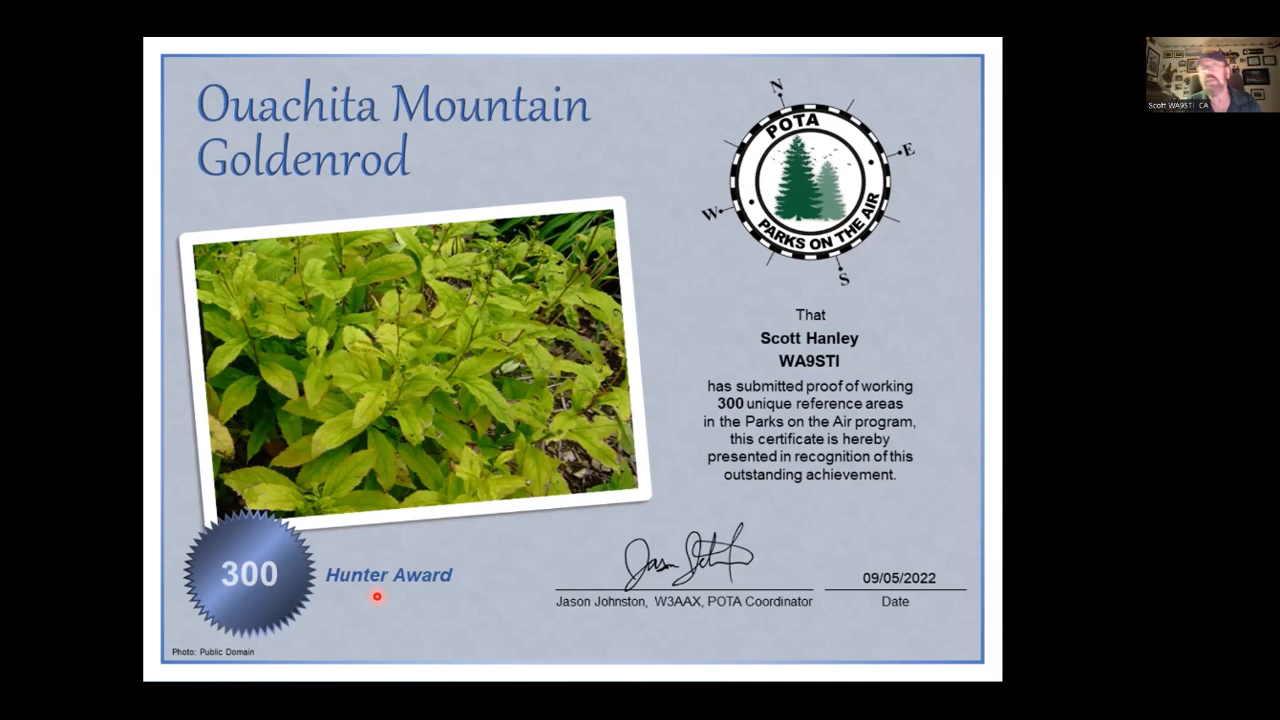 Ouachita Mountain
Goldenrod
N
E
S
W
POTA
PARKS ON THE AIR
That
Scott Hanley
WA9STI
has submitted proof of working
300 unique reference areas
in the Parks on the Air program,
this certificate is hereby
presented in recognition of this
outstanding achievement.
300
Hunter Award
Jason Johnston, W3AAX, POTA Coordinator
09/05/2022
Date
Photo: Public Domain
Scott WA9STI CA